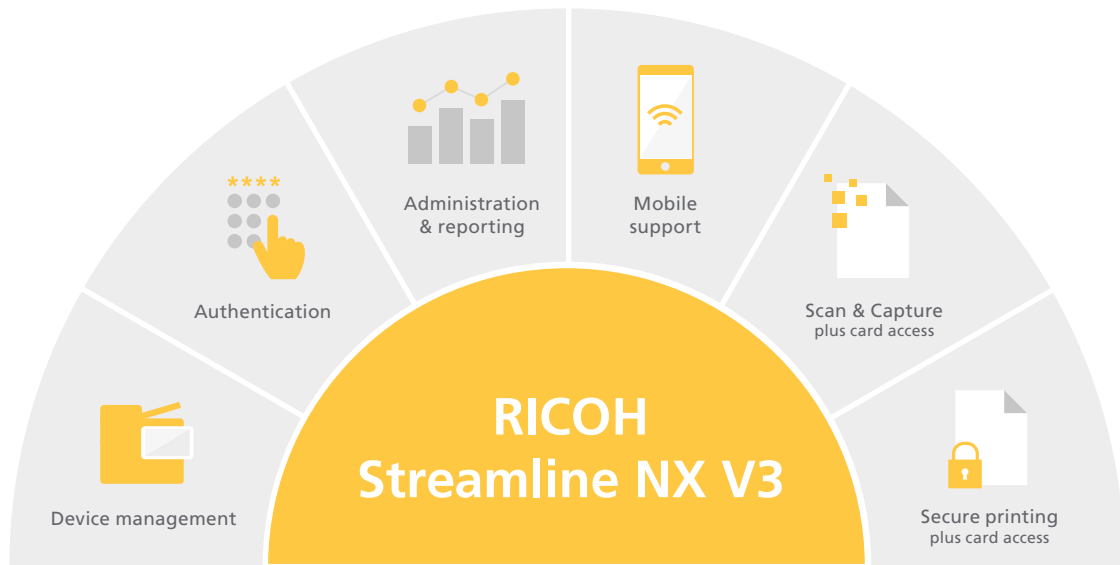 Device management
****
Authentication
Administration
& reporting
Mobile
support
Scan & Capture
plus card access
Secure printing
plus card access
RICOH
Streamline NX V3